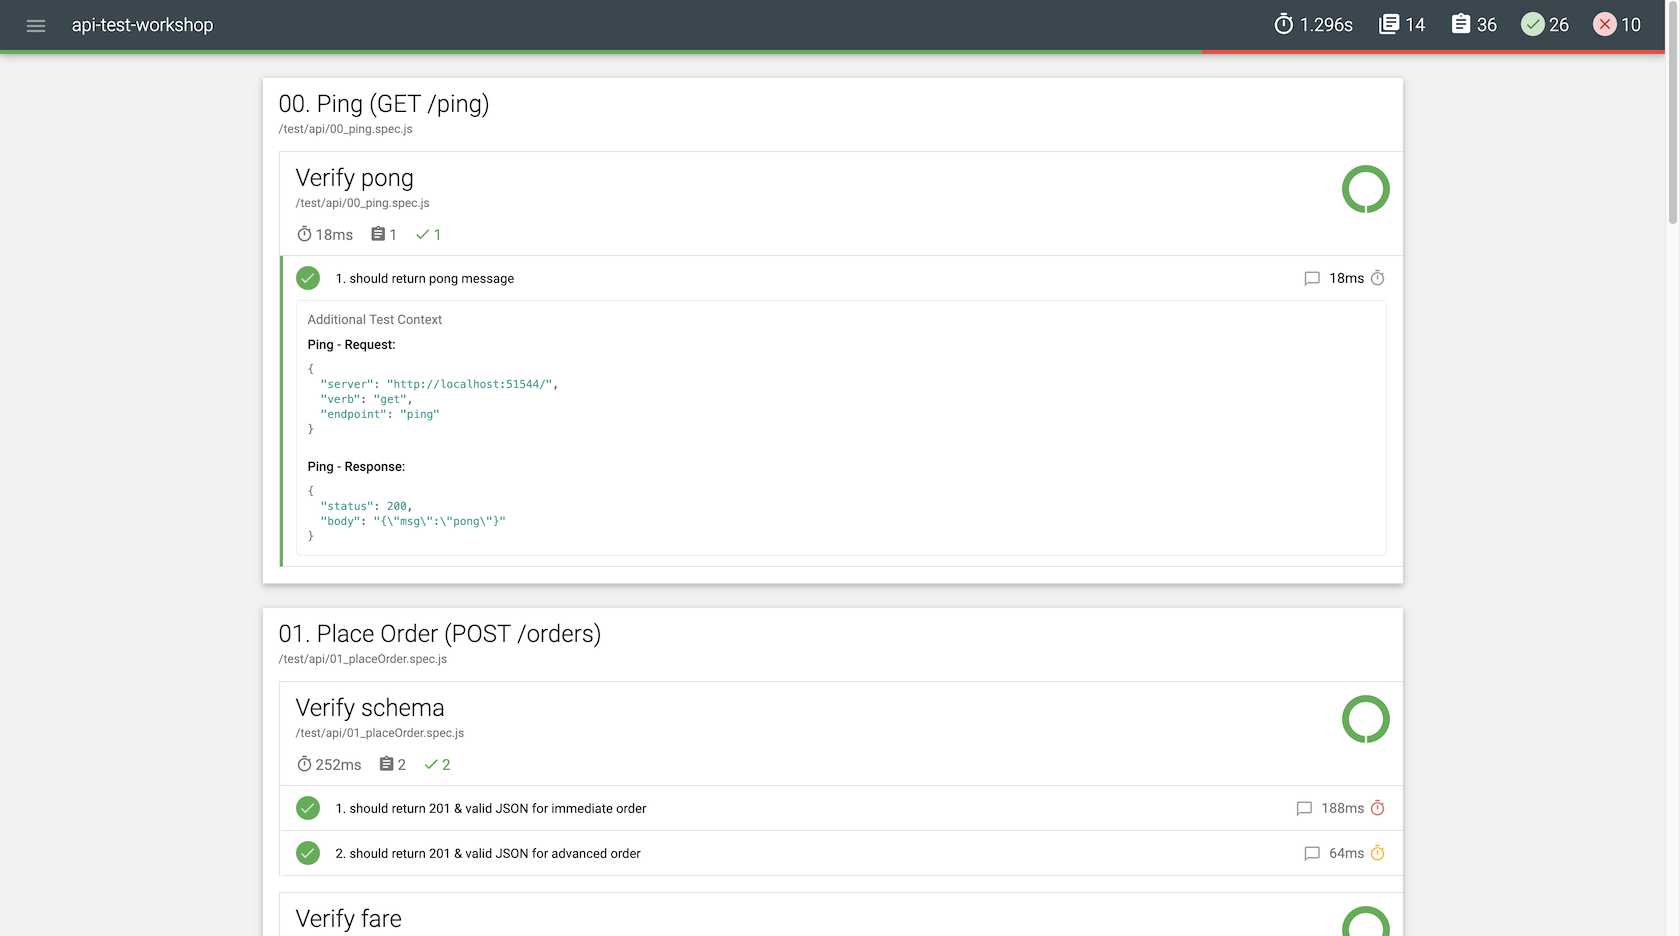 api-test-workshop
1.296s 14 36 26 10
00. Ping (GET /ping)
/test/api/00_ping.spec.js
Verify pong
/test/api/00_ping.spec.js
18ms 1 1
1. should return pong message 18ms
Additional Test Context
Ping - Request:
{
  "server": "http://localhost:51544/",
  "verb": "get",
  "endpoint": "ping"
}
Ping - Response:
{
  "status": 200,
  "body": "{\"msg\":\"pong\"}"
}
01. Place Order (POST /orders)
/test/api/01_placeOrder.spec.js
Verify schema
/test/api/01_placeOrder.spec.js
252ms 2 2
1. should return 201 & valid JSON for immediate order 188ms
2. should return 201 & valid JSON for advanced order 64ms
Verify fare